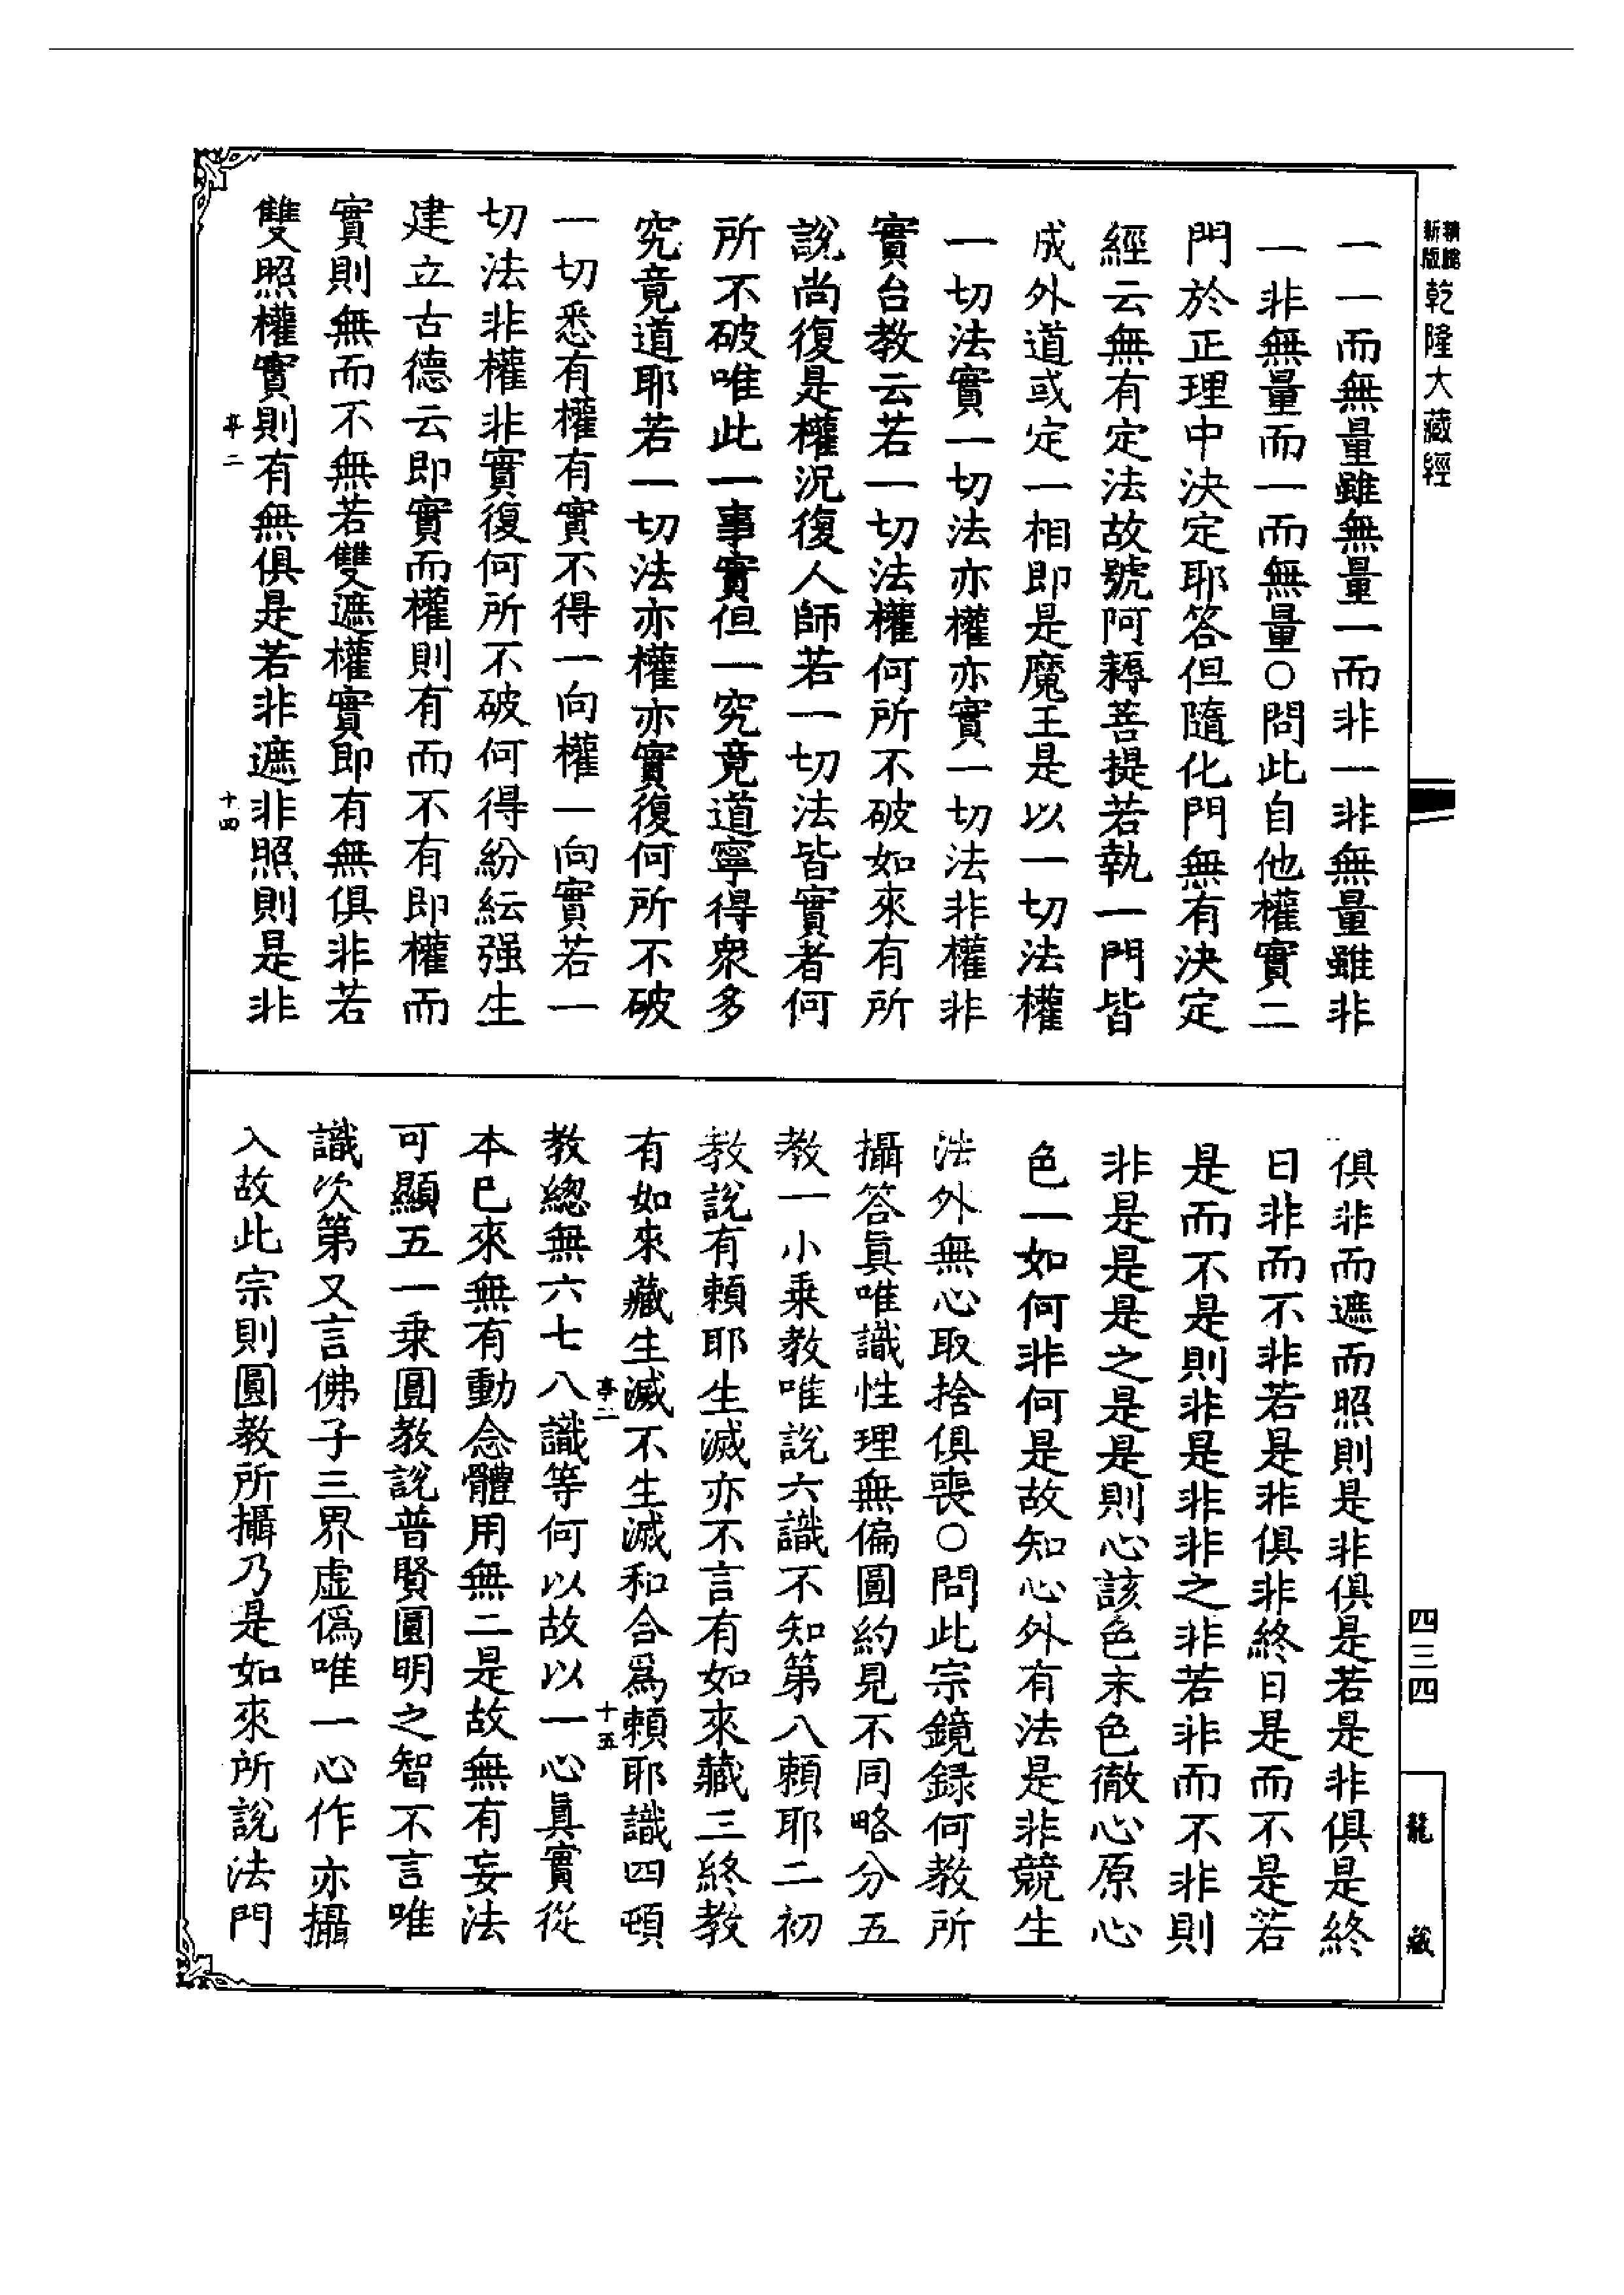 新版
乾隆大藏經
一一而無量雖無量一而非一非無量雖非
一非無量而一而無量○問此自他權實二
門於正理中決定耶答但隨化門無有決定
經云無有定法故號阿耨菩提若執一門皆
成外道或定一相即是魔王是以一切法權
一切法實一切法亦權亦實一切法非權非
實台教云若一切法權何所不破如來有所
說尚復是權況復人師若一切法皆實者何
所不破唯此一事實但一究竟道寧得衆多
究竟道耶若一切法亦權亦實復何所不破
一切悉有權有實不得一向權一向實若一
切法非權非實復何所不破何得紛紜强生
建立古德云即實而權則有而不有即權而
實則無而不無若雙遮權實即有無俱非若
雙照權實則有無俱是若非遮非照則是非
十四
俱非而遮而照則是非俱是若是非俱是終
日非而不非若是非俱非終日是而不是若
是而不是則非是非非之非若非而不非則
非是是是之是是則心該色末色徹心原心
色一如何非何是故知心外有法是非競生
法外無心取捨俱喪○問此宗鏡録何教所
攝答眞唯識性理無偏圓約見不同略分五
教一小乘教唯說六識不知第八頼耶二初
教說有頼耶生滅亦不言有如來藏三終教
有如來藏生滅不生滅和合爲頼耶識四頓
十五
教緫無六七八識等何以故以一心眞實從
本已來無有動念體用無二是故無有妄法
可顯五一乗圓教說普賢圓明之智不言唯
識次第又言佛子三界虛僞唯一心作亦攝
入故此宗則圓教所攝乃是如來所說法門
四三四
龍藏